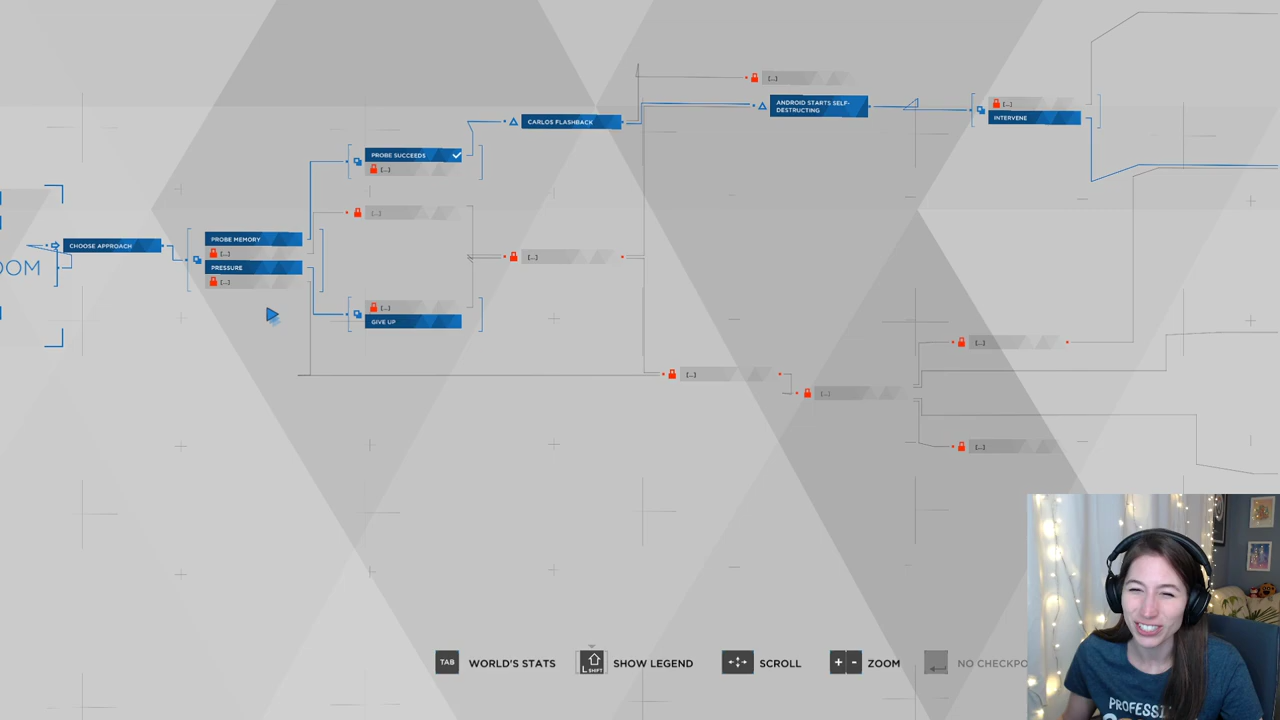 [...]
ANDROID STARTS SELF-
DESTRUCTING
[...]
INTERVENE
CARLOS FLASHBACK
PROBE SUCCEEDS
[...]
[...]
CHOOSE APPROACH
PROBE MEMORY
[...]
PRESSURE
[...]
OOM
[...]
[...]
GIVE UP
[...]
[...]
[...]
[...]
TAB WORLD'S STATS
L SHIFT SHOW LEGEND
SCROLL
+ - ZOOM
NO CHECKPO
PROFESSI